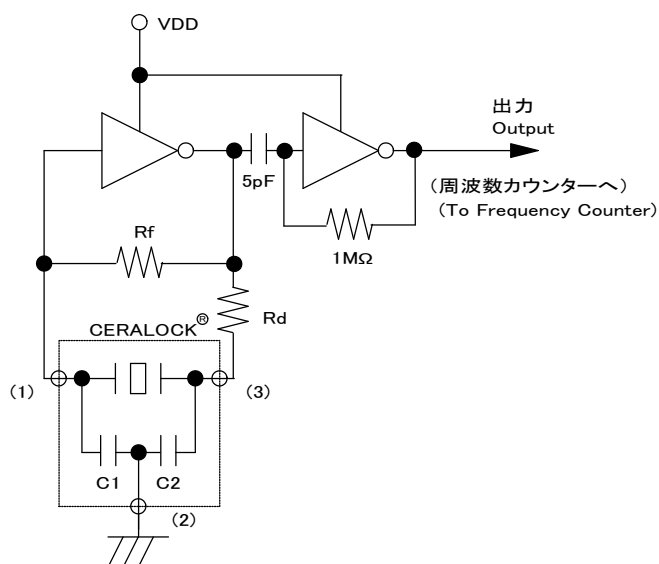 VDD
出力
Output
5pF
(周波数カウンターへ)
(To Frequency Counter)
Rf
1MΩ
Rd
CERALOCK®
(1)
(3)
C1
C2
(2)